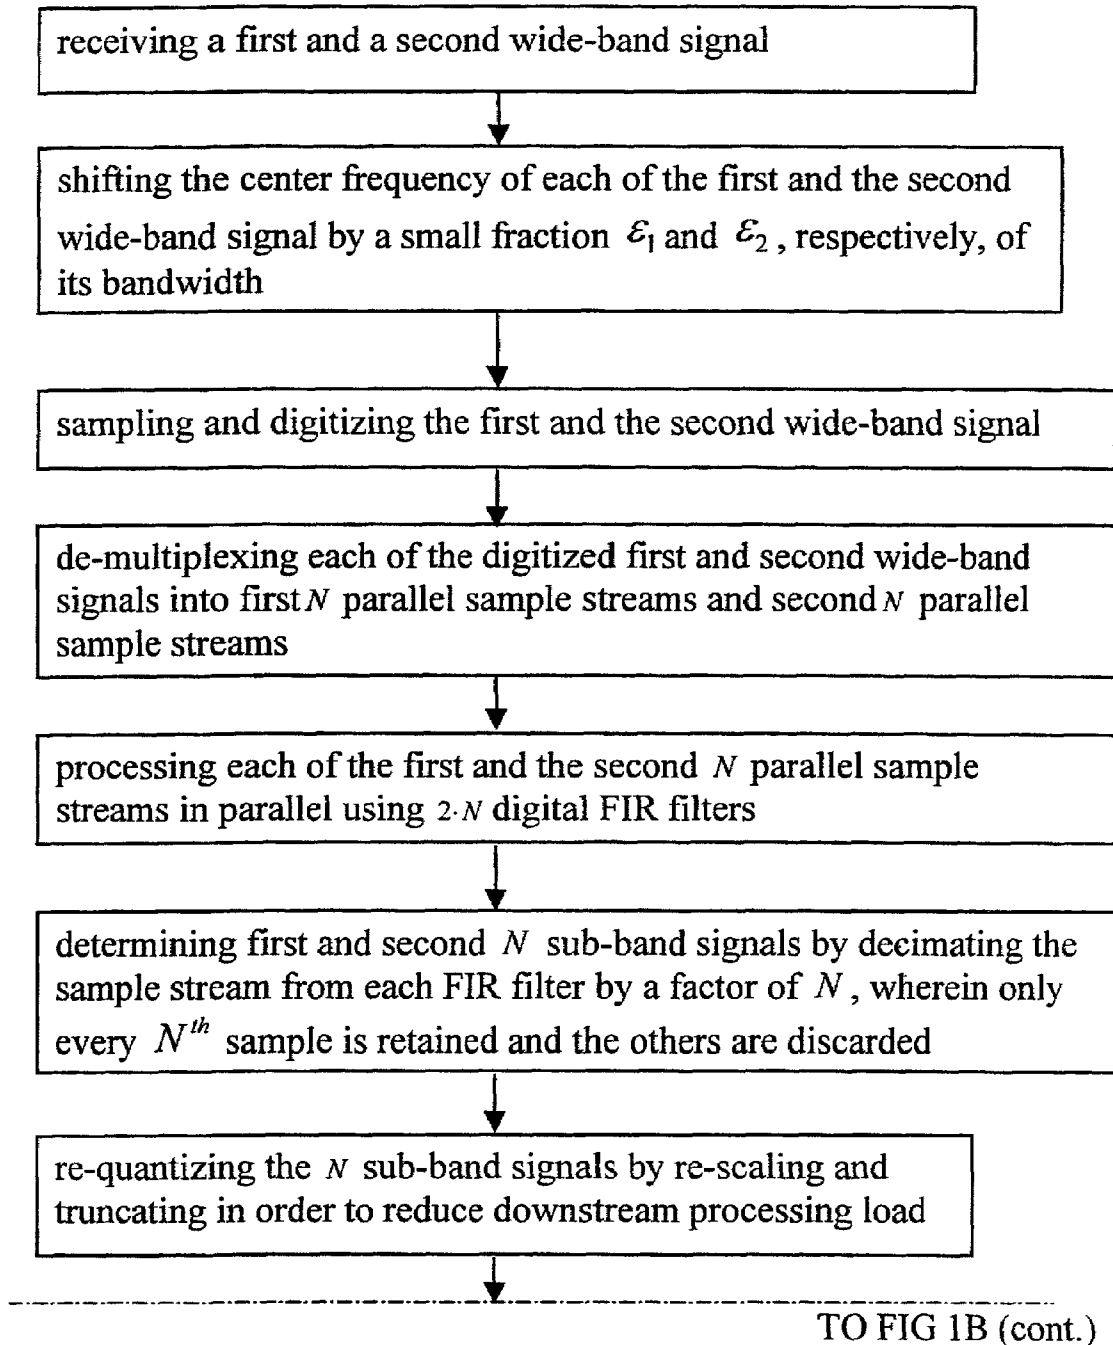 receiving a first and a second wide-band signal
shifting the center frequency of each of the first and the second
wide-band signal by a small fraction ε₁ and ε₂, respectively, of
its bandwidth
sampling and digitizing the first and the second wide-band signal
de-multiplexing each of the digitized first and second wide-band
signals into first N parallel sample streams and second N parallel
sample streams
processing each of the first and the second N parallel sample
streams in parallel using 2·N digital FIR filters
determining first and second N sub-band signals by decimating the
sample stream from each FIR filter by a factor of N, wherein only
every Nᵗʰ sample is retained and the others are discarded
re-quantizing the N sub-band signals by re-scaling and
truncating in order to reduce downstream processing load
TO FIG 1B (cont.)